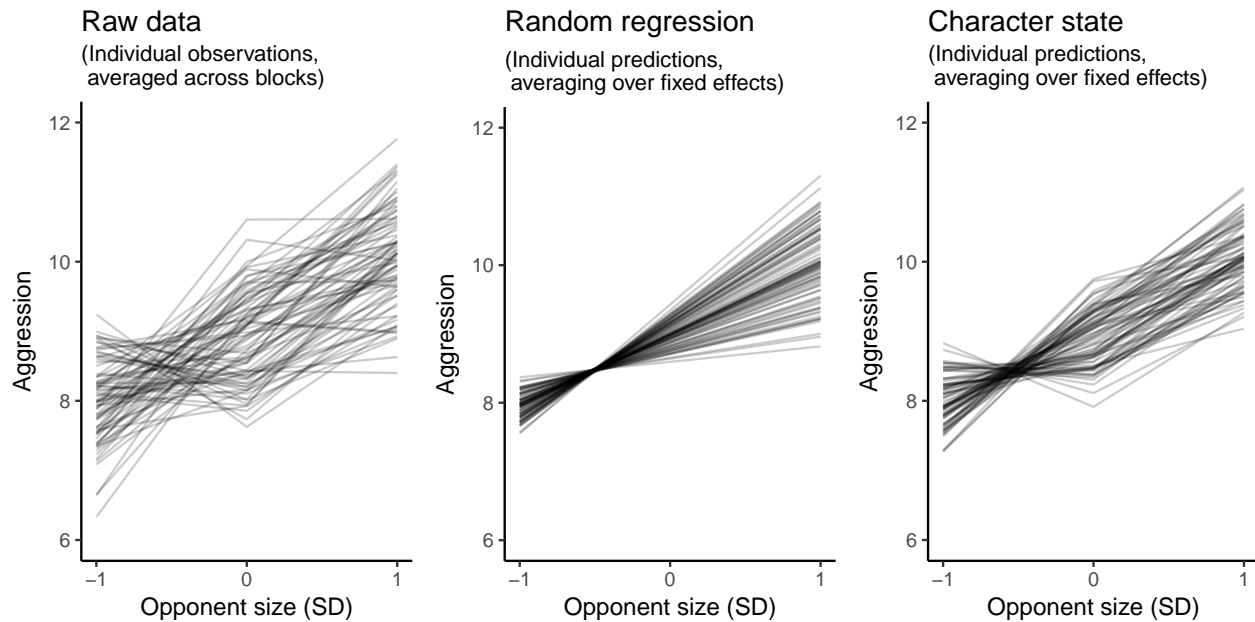 Raw data
(Individual observations,
averaged across blocks)
12
10
8
6
Aggression
−1
0
1
Opponent size (SD)
Random regression
(Individual predictions,
averaging over fixed effects)
12
10
8
6
Aggression
−1
0
1
Opponent size (SD)
Character state
(Individual predictions,
averaging over fixed effects)
12
10
8
6
Aggression
−1
0
1
Opponent size (SD)